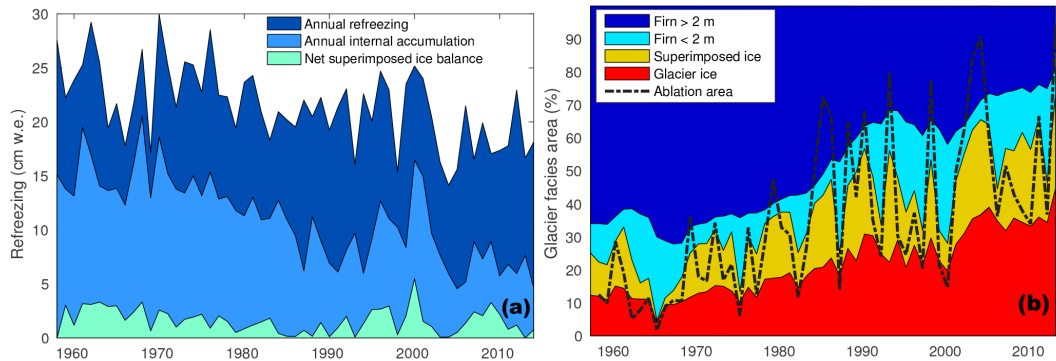 30
25
20
15
10
5
0
Refreezing (cm w.e.)
Annual refreezing
Annual internal accumulation
Net superimposed ice balance
(a)
1960 1970 1980 1990 2000 2010
90
80
70
60
50
40
30
20
10
0
Glacier facies area (%)
Firn > 2 m
Firn < 2 m
Superimposed ice
Glacier ice
Ablation area
(b)
1960 1970 1980 1990 2000 2010